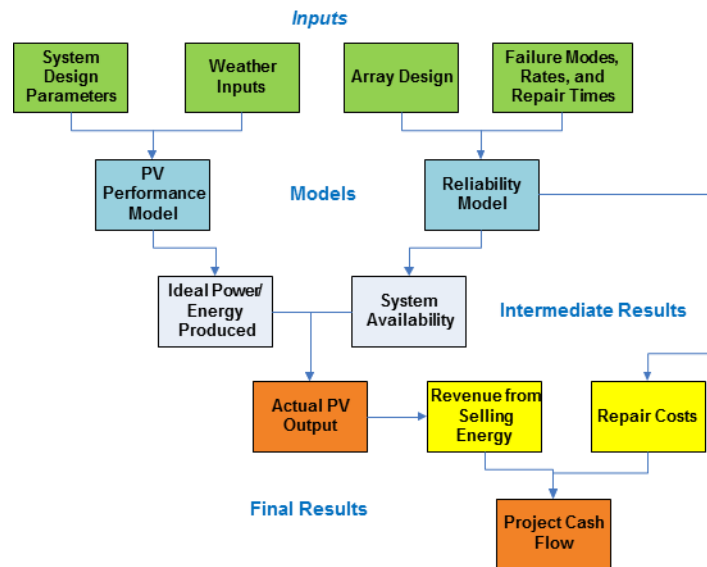 Inputs
System
Design
Parameters
Weather
Inputs
Array Design
Failure Modes,
Rates, and
Repair Times
PV
Performance
Model
Models
Reliability
Model
Ideal Power/
Energy
Produced
System
Availability
Intermediate Results
Actual PV
Output
Revenue from
Selling
Energy
Repair Costs
Final Results
Project Cash
Flow